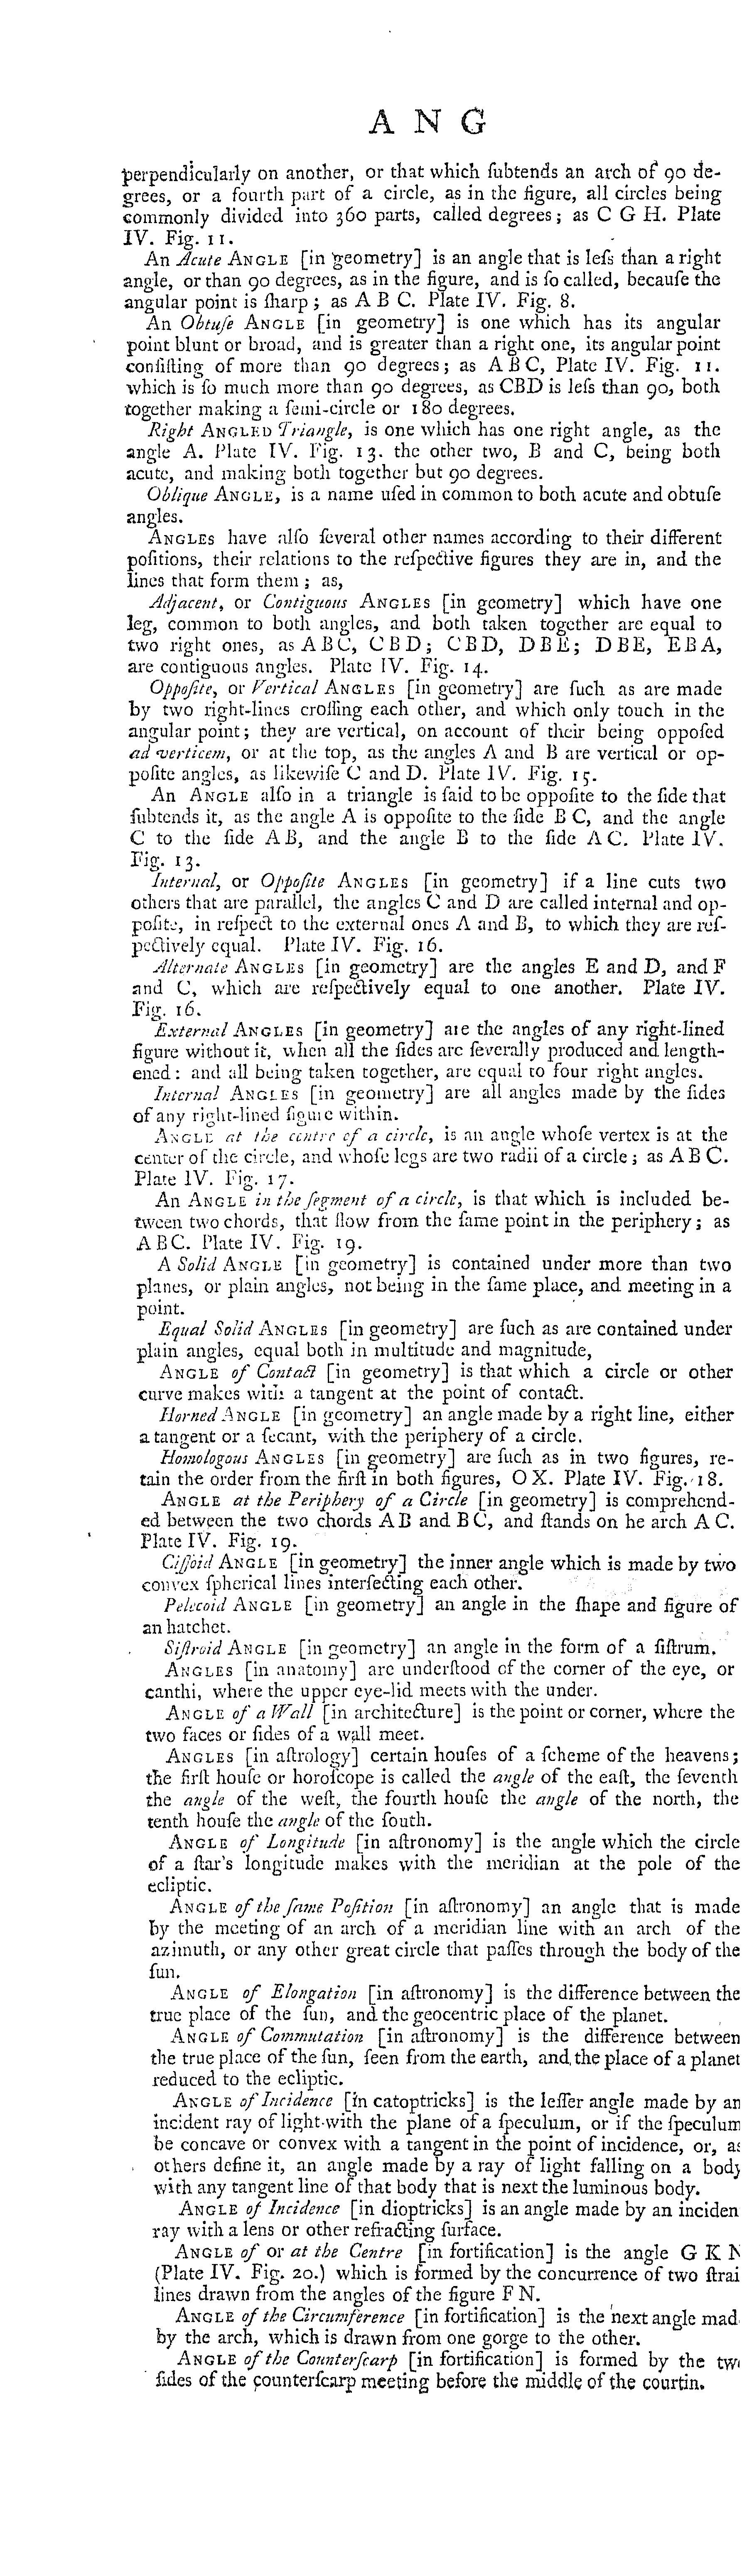 A N G
perpendicularly on another, or that which ſubtends an arch of 90 de-
grees, or a fourth part of a circle, as in the figure, all circles being
commonly divided into 360 parts, called degrees; as C G H. Plate
IV. Fig. 11.
An Acute ANGLE [in geometry] is an angle that is leſs than a right
angle, or than 90 degrees, as in the figure, and is ſo called, becauſe the
angular point is ſharp; as A B C. Plate IV. Fig. 8.
An Obtuſe ANGLE [in geometry] is one which has its angular
point blunt or broad, and is greater than a right one, its angular point
conſiſting of more than 90 degrees; as A B C, Plate IV. Fig. 11.
which is ſo much more than 90 degrees, as CBD is leſs than 90, both
together making a ſemi-circle or 180 degrees.
Right ANGLED Triangle, is one which has one right angle, as the
angle A. Plate IV. Fig. 13. the other two, B and C, being both
acute, and making both together but 90 degrees.
Oblique ANGLE, is a name uſed in common to both acute and obtuſe
angles.
ANGLES have alſo ſeveral other names according to their different
poſitions, their relations to the reſpective figures they are in, and the
lines that form them; as,
Adjacent, or Contiguous ANGLES [in geometry] which have one
leg, common to both angles, and both taken together are equal to
two right ones, as A B C, C B D; C B D, D B E; D B E, E B A,
are contiguous angles. Plate IV. Fig. 14.
Oppoſite, or Vertical ANGLES [in geometry] are ſuch as are made
by two right-lines croſſing each other, and which only touch in the
angular point; they are vertical, on account of their being oppoſed
ad verticem, or at the top, as the angles A and B are vertical or op-
poſite angles, as likewiſe C and D. Plate IV. Fig. 15.
An ANGLE alſo in a triangle is ſaid to be oppoſite to the ſide that
ſubtends it, as the angle A is oppoſite to the ſide B C, and the angle
C to the ſide A B, and the angle B to the ſide A C. Plate IV.
Fig. 13.
Internal, or Oppoſite ANGLES [in geometry] if a line cuts two
others that are parallel, the angles C and D are called internal and op-
poſite, in reſpect to the external ones A and B, to which they are reſ-
pectively equal. Plate IV. Fig. 16.
Alternate ANGLES [in geometry] are the angles E and D, and F
and C, which are reſpectively equal to one another. Plate IV.
Fig. 16.
External ANGLES [in geometry] are the angles of any right-lined
figure without it, when all the ſides are ſeverally produced and length-
ened: and all being taken together, are equal to four right angles.
Internal ANGLES [in geometry] are all angles made by the ſides
of any right-lined figure within.
ANGLE at the centre of a circle, is an angle whoſe vertex is at the
center of the circle, and whoſe legs are two radii of a circle; as A B C.
Plate IV. Fig. 17.
An ANGLE in the ſegment of a circle, is that which is included be-
tween two chords, that flow from the ſame point in the periphery; as
A B C. Plate IV. Fig. 19.
A Solid ANGLE [in geometry] is contained under more than two
planes, or plain angles, not being in the ſame place, and meeting in a
point.
Equal Solid ANGLES [in geometry] are ſuch as are contained under
plain angles, equal both in multitude and magnitude,
ANGLE of Contact [in geometry] is that which a circle or other
curve makes with a tangent at the point of contact.
Horned ANGLE [in geometry] an angle made by a right line, either
a tangent or a ſecant, with the periphery of a circle.
Homologous ANGLES [in geometry] are ſuch as in two figures, re-
tain the order from the firſt in both figures, O X. Plate IV. Fig. 18.
ANGLE at the Periphery of a Circle [in geometry] is comprehend-
ed between the two chords A B and B C, and ſtands on he arch A C.
Plate IV. Fig. 19.
Ciſſoid ANGLE [in geometry] the inner angle which is made by two
convex ſpherical lines interſecting each other.
Pelecoid ANGLE [in geometry] an angle in the ſhape and figure of
an hatchet.
Siſtroid ANGLE [in geometry] an angle in the form of a ſiſtrum.
ANGLES [in anatomy] are underſtood of the corner of the eye, or
canthi, where the upper eye-lid meets with the under.
ANGLE of a Wall [in architecture] is the point or corner, where the
two faces or ſides of a wall meet.
ANGLES [in aſtrology] certain houſes of a ſcheme of the heavens;
the firſt houſe or horoſcope is called the angle of the eaſt, the ſeventh
the angle of the weſt, the fourth houſe the angle of the north, the
tenth houſe the angle of the ſouth.
ANGLE of Longitude [in aſtronomy] is the angle which the circle
of a ſtar's longitude makes with the meridian at the pole of the
ecliptic.
ANGLE of the ſame Poſition [in aſtronomy] an angle that is made
by the meeting of an arch of a meridian line with an arch of the
azimuth, or any other great circle that paſſes through the body of the
ſun.
ANGLE of Elongation [in aſtronomy] is the difference between the
true place of the ſun, and the geocentric place of the planet.
ANGLE of Commutation [in aſtronomy] is the difference between
the true place of the ſun, ſeen from the earth, and the place of a planet
reduced to the ecliptic.
ANGLE of Incidence [in catoptricks] is the leſſer angle made by an
incident ray of light with the plane of a ſpeculum, or if the ſpeculum
be concave or convex with a tangent in the point of incidence, or, as
others define it, an angle made by a ray of light falling on a body
with any tangent line of that body that is next the luminous body.
ANGLE of Incidence [in dioptricks] is an angle made by an inciden
ray with a lens or other refracting ſurface.
ANGLE of or at the Centre [in fortification] is the angle G K N
(Plate IV. Fig. 20.) which is formed by the concurrence of two ſtrai
lines drawn from the angles of the figure F N.
ANGLE of the Circumference [in fortification] is the next angle mad
by the arch, which is drawn from one gorge to the other.
ANGLE of the Counterſcarp [in fortification] is formed by the tw
ſides of the counterſcarp meeting before the middle of the courtin.